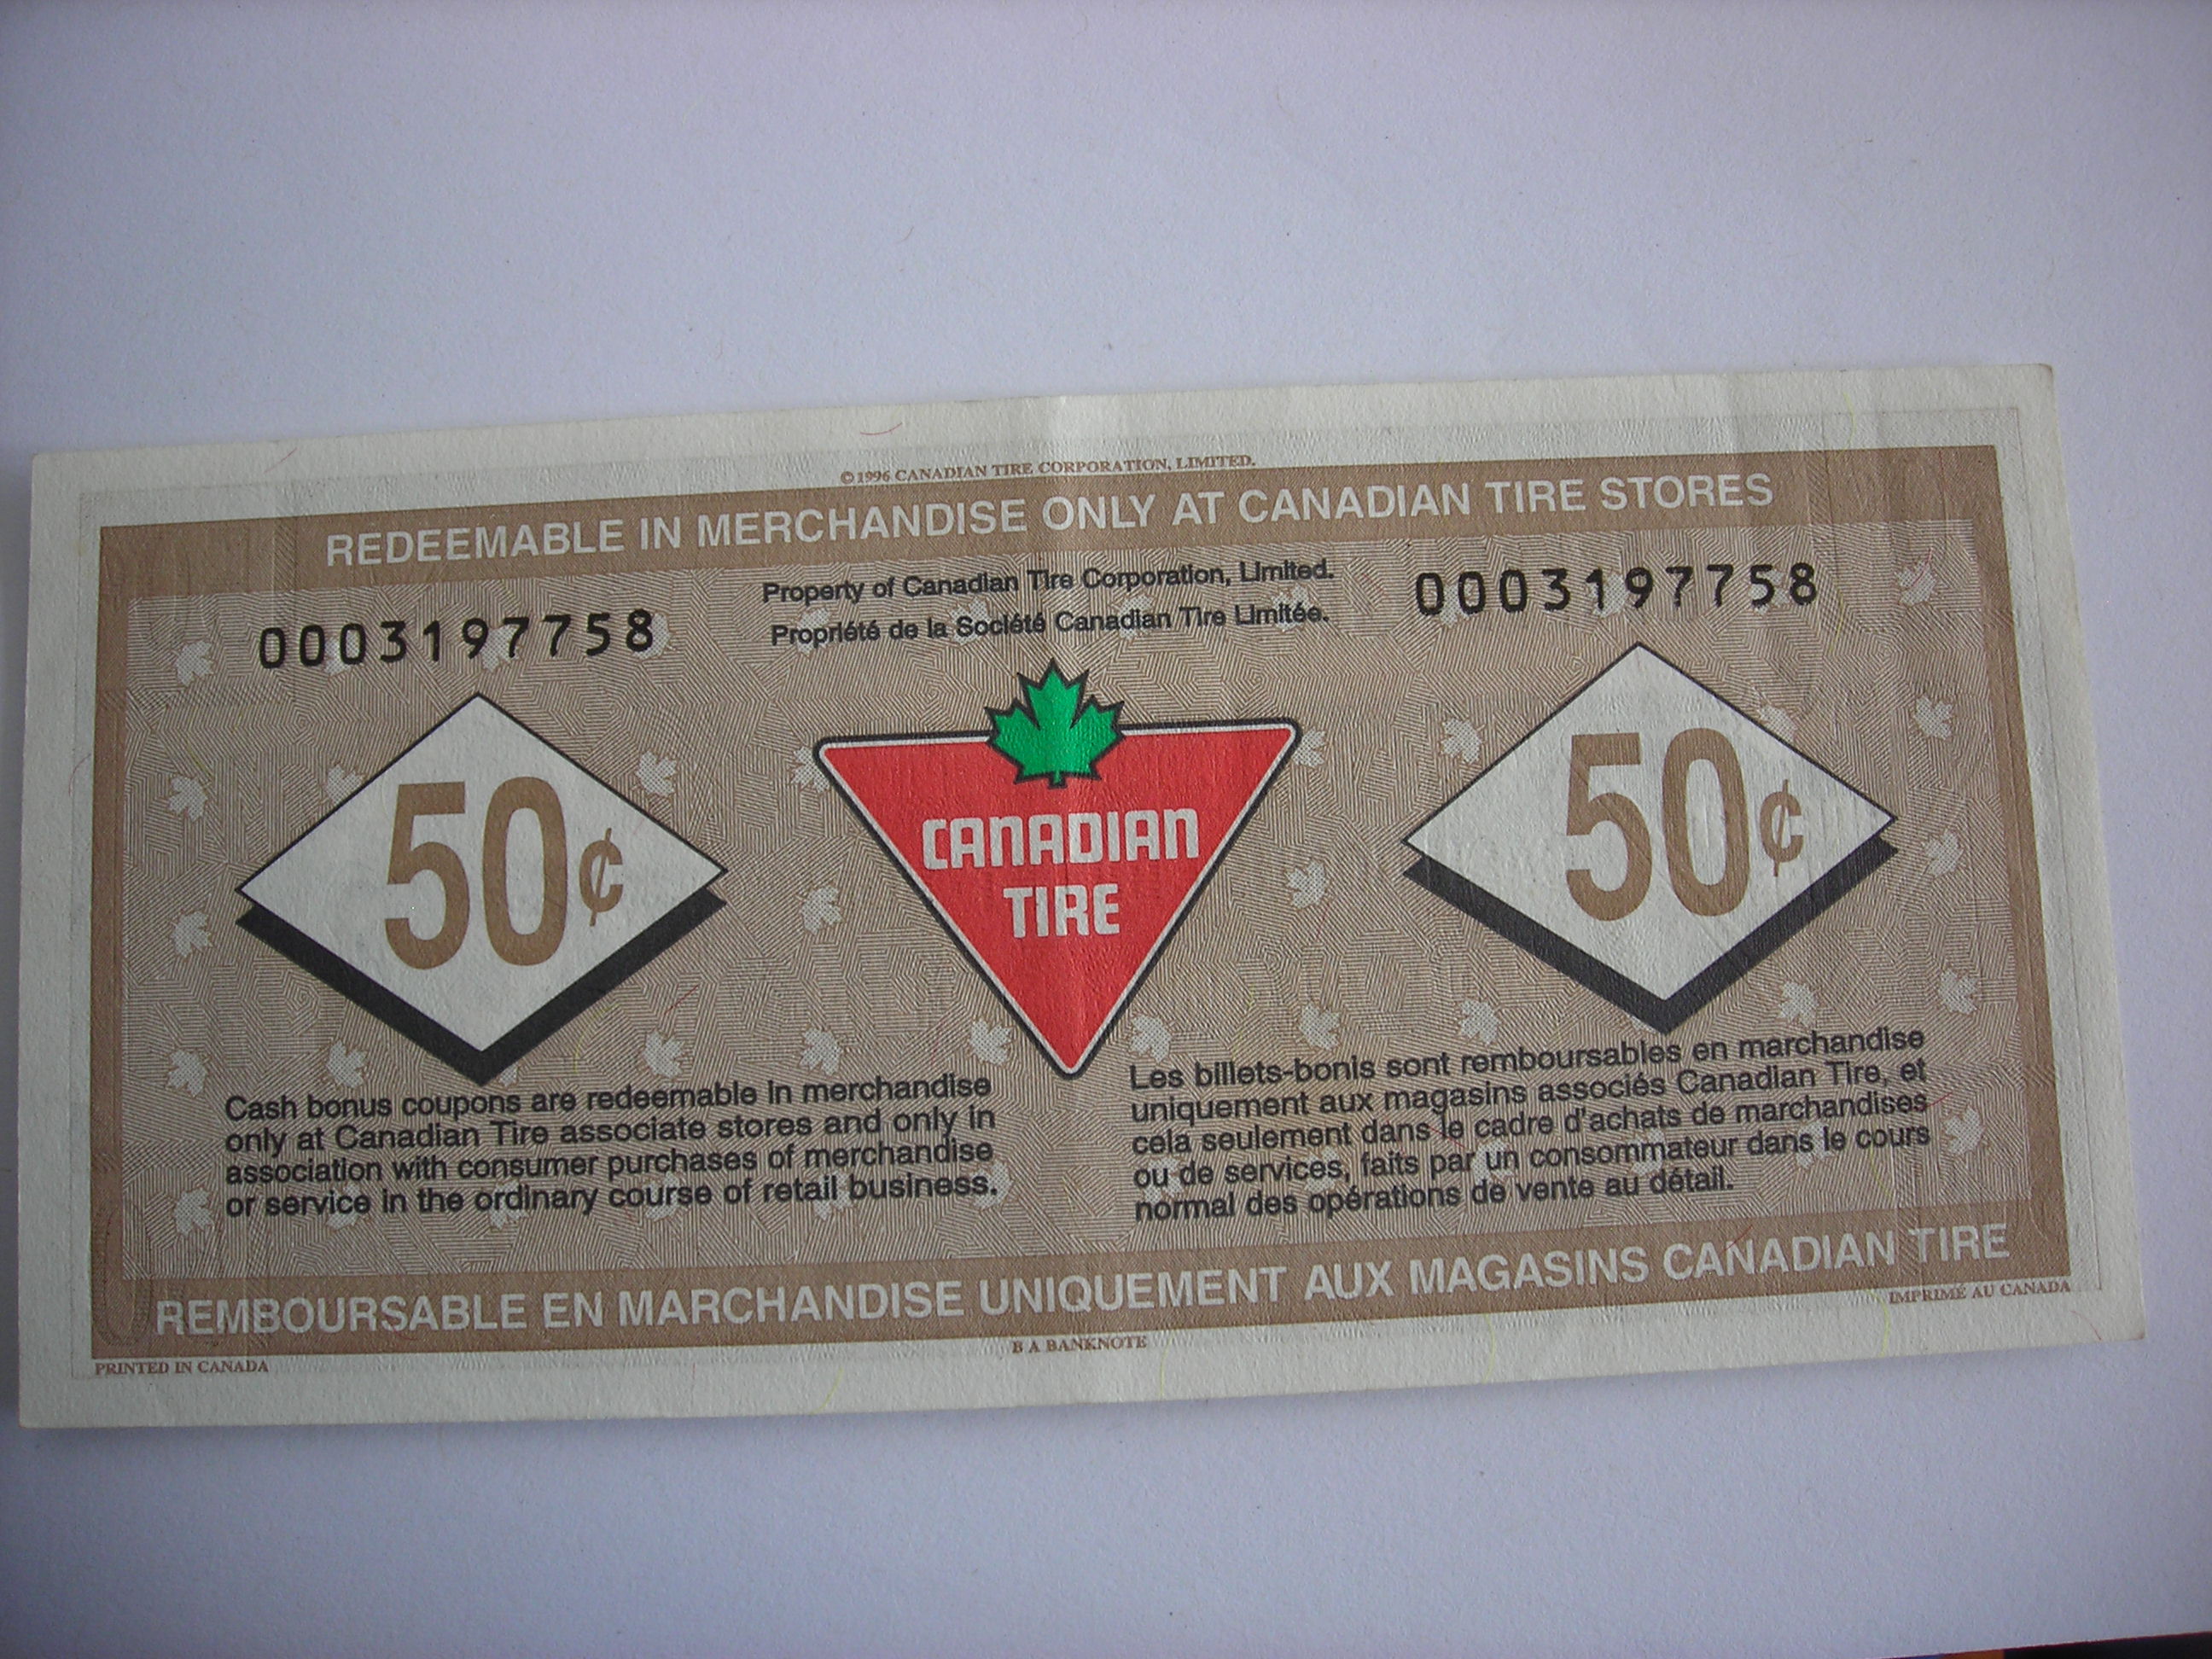 ©1996 CANADIAN TIRE CORPORATION, LIMITED.
REDEEMABLE IN MERCHANDISE ONLY AT CANADIAN TIRE STORES
Property of Canadian Tire Corporation, Limited.
Propriété de la Société Canadian Tire Limitée.
0003197758
0003197758
50¢
CANADIAN
TIRE
50¢
Cash bonus coupons are redeemable in merchandise
only at Canadian Tire associate stores and only in
association with consumer purchases of merchandise
or service in the ordinary course of retail business.
Les billets-bonis sont remboursables en marchandise
uniquement aux magasins associés Canadian Tire, et
cela seulement dans le cadre d'achats de marchandises
ou de services, faits par un consommateur dans le cours
normal des opérations de vente au détail.
REMBOURSABLE EN MARCHANDISE UNIQUEMENT AUX MAGASINS CANADIAN TIRE
PRINTED IN CANADA
B A BANKNOTE
IMPRIMÉ AU CANADA